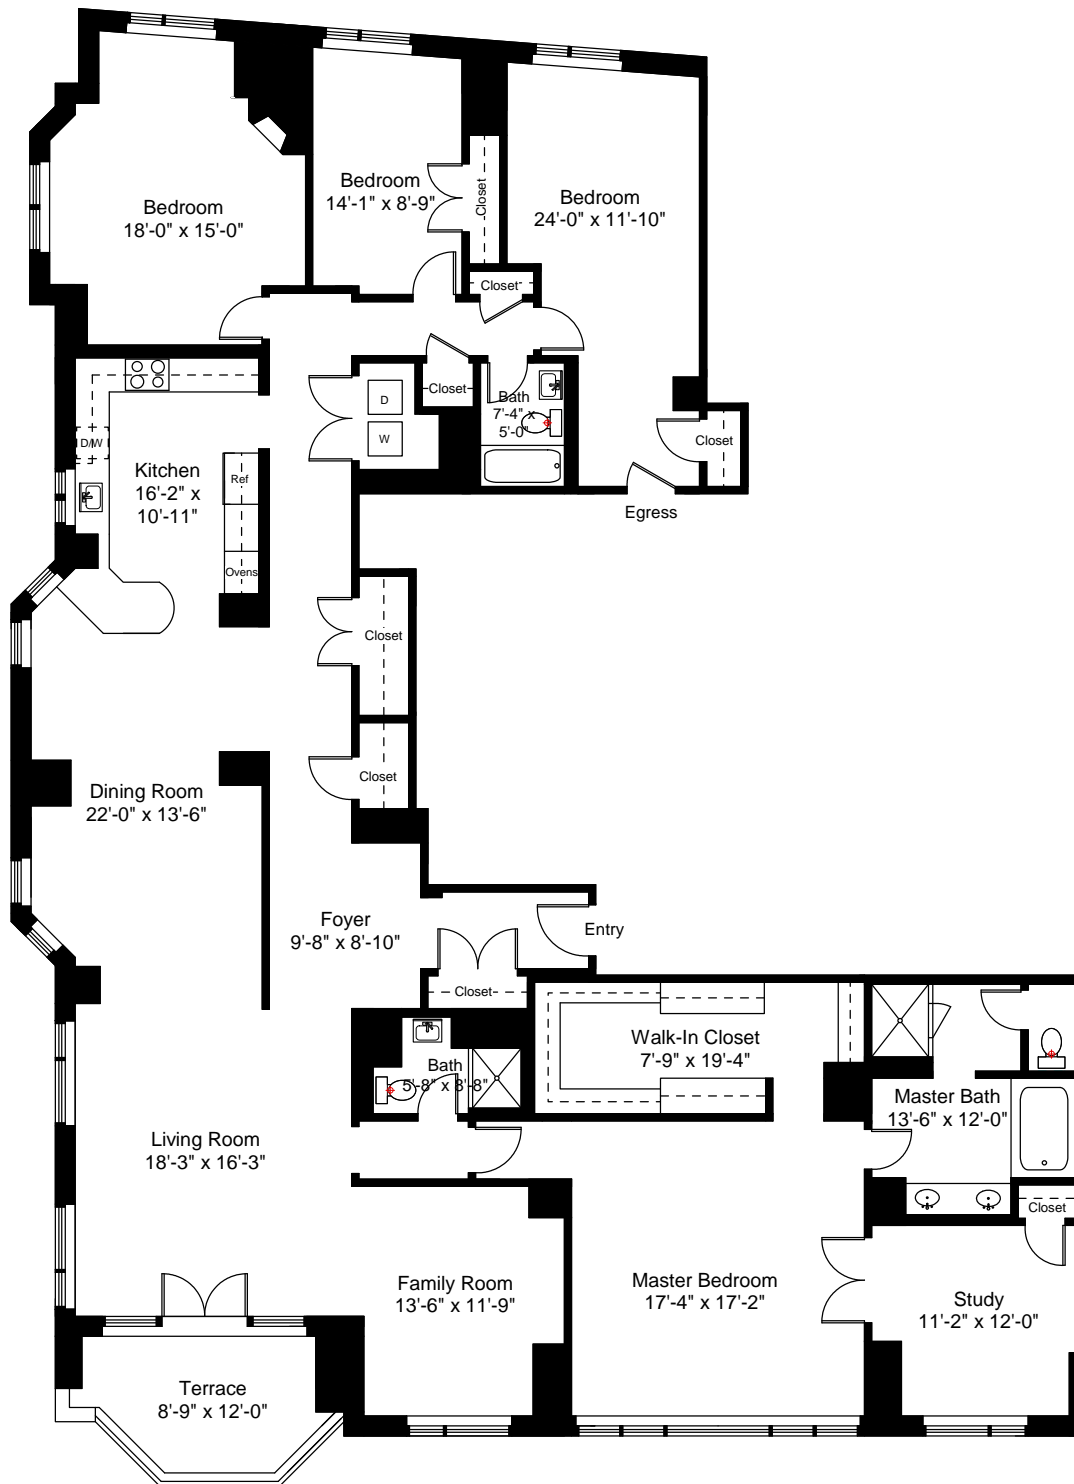 Bedroom
18'-0" x 15'-0"
Bedroom
14'-1" x 8'-9"
Closet
Bedroom
24'-0" x 11'-10"
Closet
Closet
D
W
Bath
7'-4" x
5'-0"
Closet
D/W
Kitchen
16'-2" x
10'-11"
Ref
Ovens
Egress
Closet
Closet
Dining Room
22'-0" x 13'-6"
Foyer
9'-8" x 8'-10"
Entry
Closet
Bath
5'-8" x 8'-8"
Walk-In Closet
7'-9" x 19'-4"
Master Bath
13'-6" x 12'-0"
Living Room
18'-3" x 16'-3"
Closet
Family Room
13'-6" x 11'-9"
Master Bedroom
17'-4" x 17'-2"
Study
11'-2" x 12'-0"
Terrace
8'-9" x 12'-0"